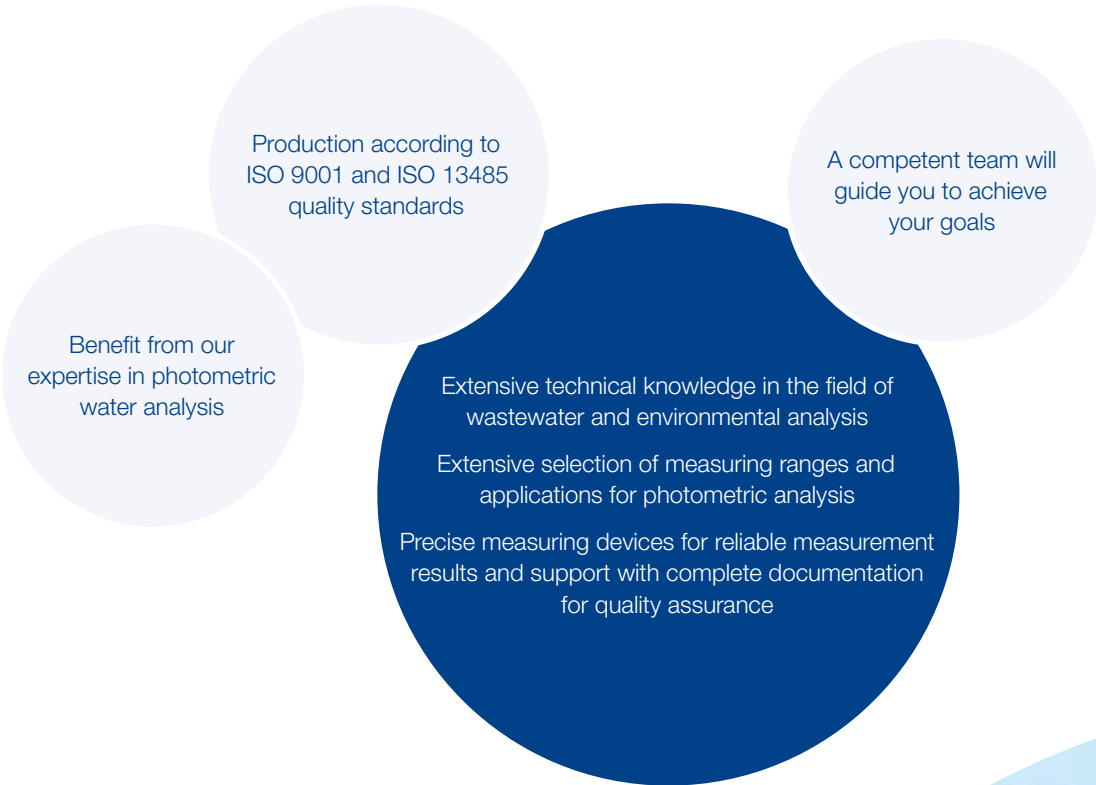 Production according to
ISO 9001 and ISO 13485
quality standards
A competent team will
guide you to achieve
your goals
Benefit from our
expertise in photometric
water analysis
Extensive technical knowledge in the field of
wastewater and environmental analysis
Extensive selection of measuring ranges and
applications for photometric analysis
Precise measuring devices for reliable measurement
results and support with complete documentation
for quality assurance